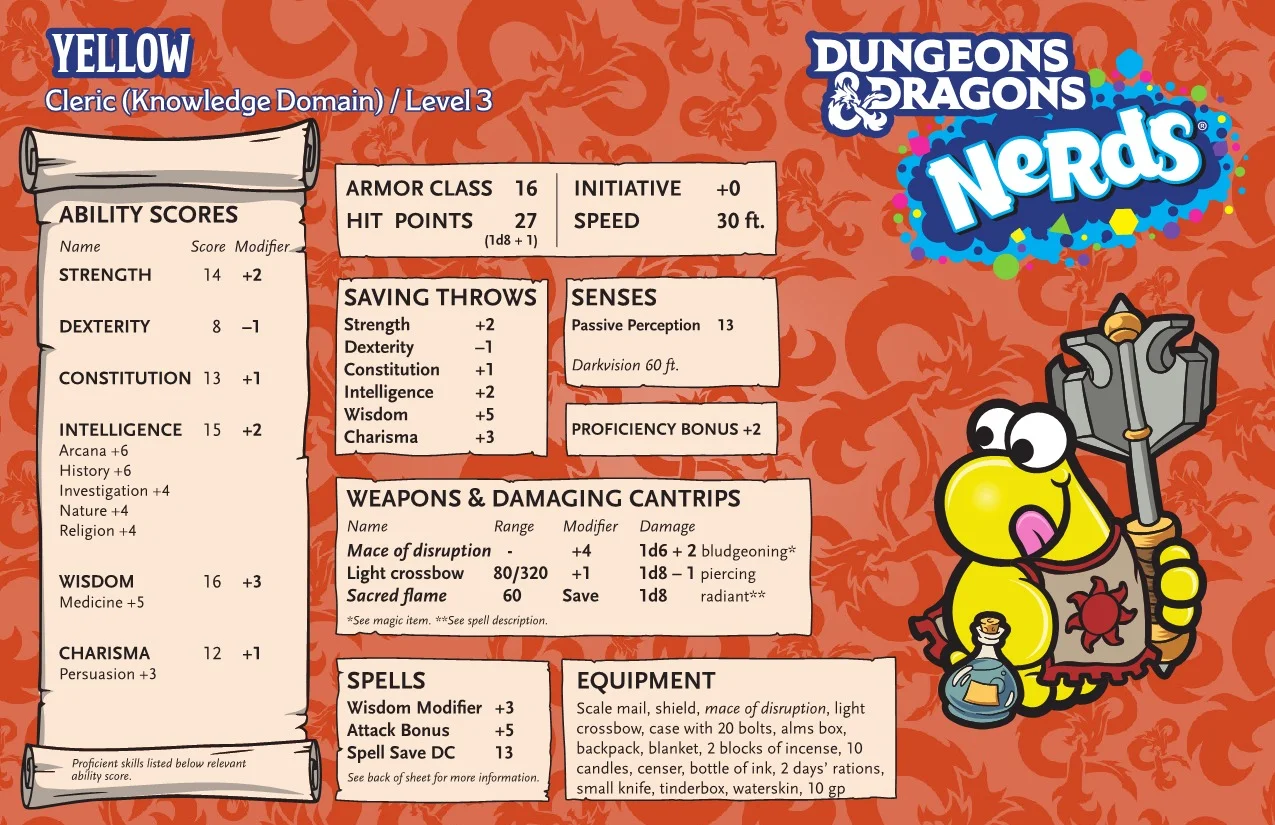 YELLOW
Cleric (Knowledge Domain) / Level 3
DUNGEONS
& DRAGONS
NeRdS®
ABILITY SCORES
Name Score Modifier
STRENGTH 14 +2
DEXTERITY 8 –1
CONSTITUTION 13 +1
INTELLIGENCE 15 +2
Arcana +6
History +6
Investigation +4
Nature +4
Religion +4
WISDOM 16 +3
Medicine +5
CHARISMA 12 +1
Persuasion +3
Proficient skills listed below relevant
ability score.
ARMOR CLASS 16
HIT POINTS 27
(1d8 + 1)
INITIATIVE +0
SPEED 30 ft.
SAVING THROWS
Strength +2
Dexterity –1
Constitution +1
Intelligence +2
Wisdom +5
Charisma +3
SENSES
Passive Perception 13
Darkvision 60 ft.
PROFICIENCY BONUS +2
WEAPONS & DAMAGING CANTRIPS
Name Range Modifier Damage
Mace of disruption - +4 1d6 + 2 bludgeoning*
Light crossbow 80/320 +1 1d8 – 1 piercing
Sacred flame 60 Save 1d8 radiant**
*See magic item. **See spell description.
SPELLS
Wisdom Modifier +3
Attack Bonus +5
Spell Save DC 13
See back of sheet for more information.
EQUIPMENT
Scale mail, shield, mace of disruption, light
crossbow, case with 20 bolts, alms box,
backpack, blanket, 2 blocks of incense, 10
candles, censer, bottle of ink, 2 days’ rations,
small knife, tinderbox, waterskin, 10 gp